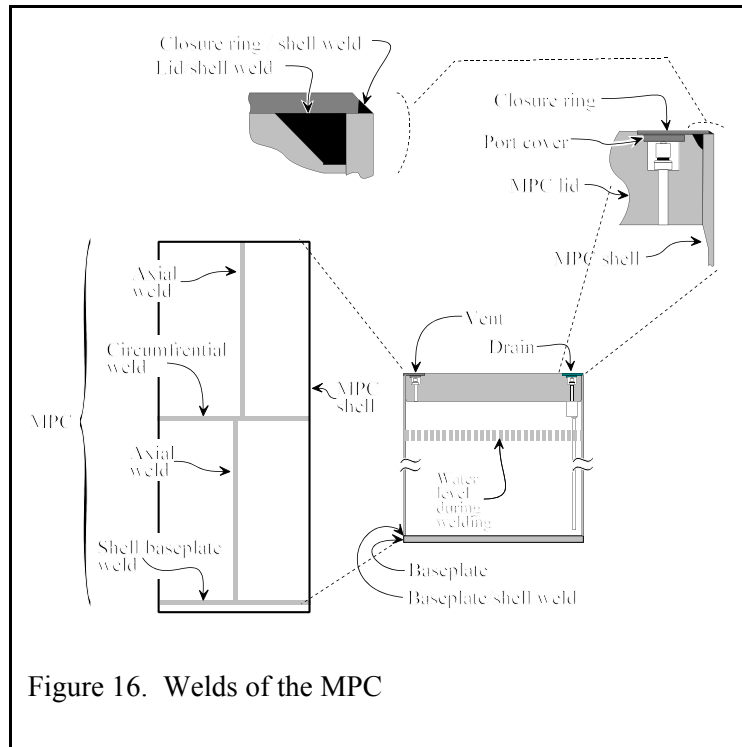 Closure ring / shell weld
Lid shell weld
Closure ring
Port cover
MPC lid
MPC shell
Axial
weld
Circumfrential
weld
MPC
shell
MPC
Axial
weld
Shell baseplate
weld
Vent
Drain
Water
level
during
welding
Baseplate
Baseplate shell weld
Figure 16. Welds of the MPC